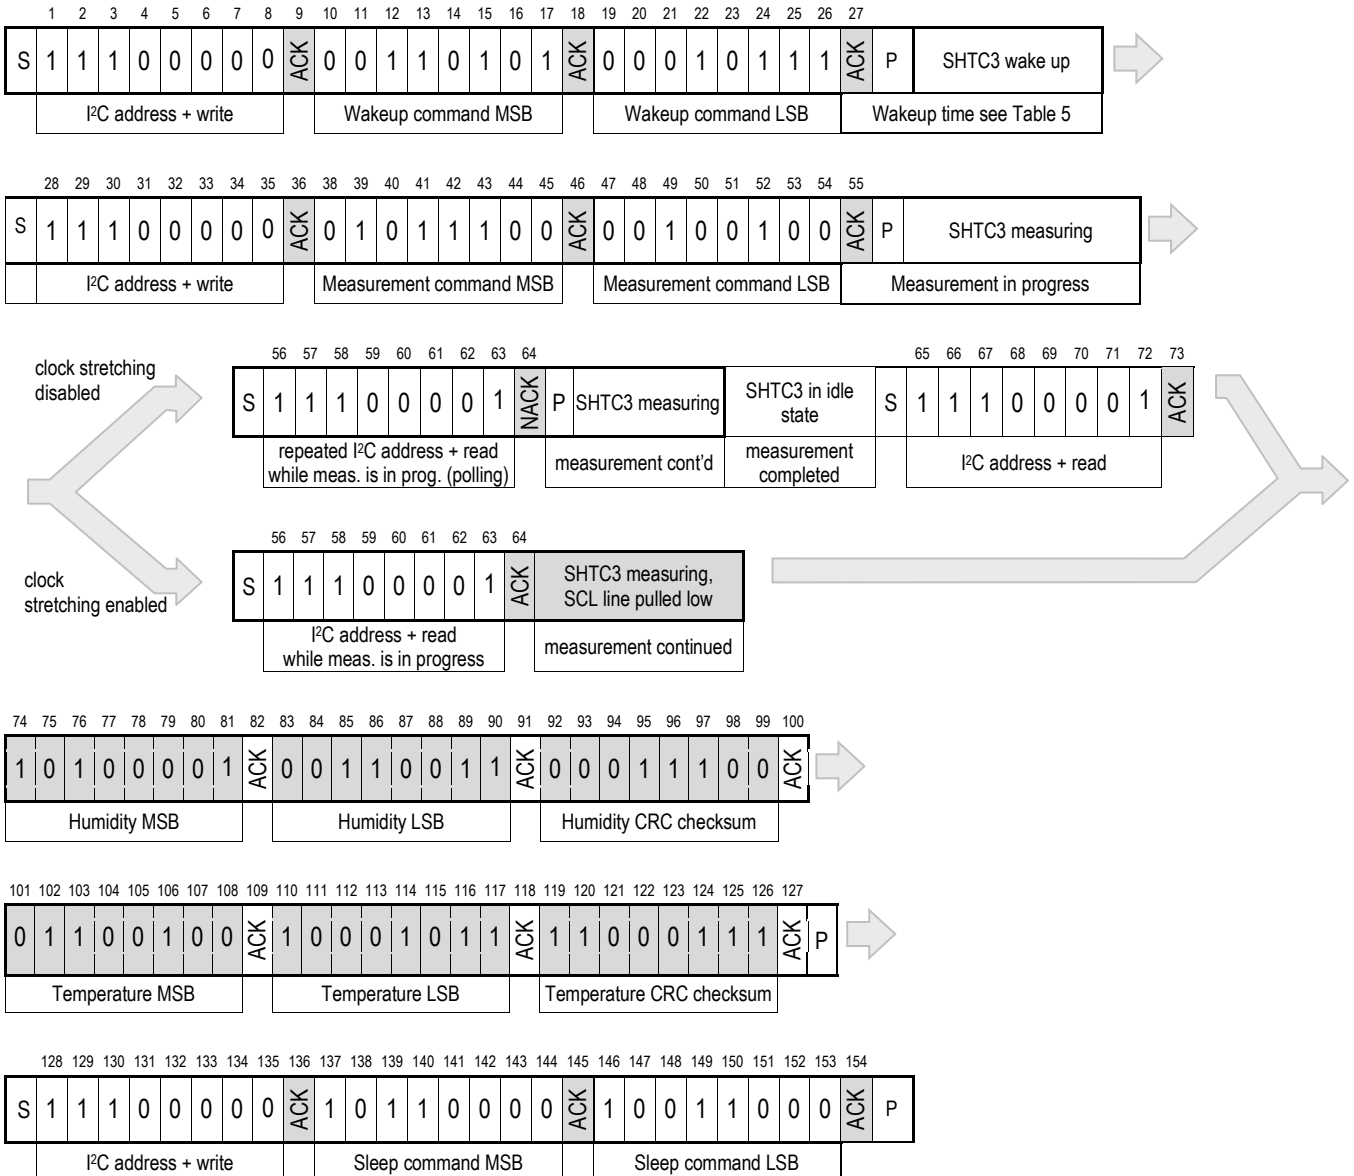 1 2 3 4 5 6 7 8 9 10 11 12 13 14 15 16 17 18 19 20 21 22 23 24 25 26 27
S 1 1 1 0 0 0 0 0 ACK 0 0 1 1 0 1 0 1 ACK 0 0 0 1 0 1 1 1 ACK P SHTC3 wake up
I²C address + write Wakeup command MSB Wakeup command LSB Wakeup time see Table 5
28 29 30 31 32 33 34 35 36 38 39 40 41 42 43 44 45 46 47 48 49 50 51 52 53 54 55
S 1 1 1 0 0 0 0 0 ACK 0 1 0 1 1 1 0 0 ACK 0 0 1 0 0 1 0 0 ACK P SHTC3 measuring
I²C address + write Measurement command MSB Measurement command LSB Measurement in progress
clock stretching
disabled
56 57 58 59 60 61 62 63 64 65 66 67 68 69 70 71 72 73
S 1 1 1 0 0 0 0 1 NACK P SHTC3 measuring SHTC3 in idle
state S 1 1 1 0 0 0 0 1 ACK
repeated I²C address + read
while meas. is in prog. (polling)
measurement cont'd
measurement
completed
I²C address + read
56 57 58 59 60 61 62 63 64
S 1 1 1 0 0 0 0 1 ACK SHTC3 measuring,
SCL line pulled low
clock
stretching enabled
I²C address + read
while meas. is in progress
measurement continued
74 75 76 77 78 79 80 81 82 83 84 85 86 87 88 89 90 91 92 93 94 95 96 97 98 99 100
1 0 1 0 0 0 0 1 ACK 0 0 1 1 0 0 1 1 ACK 0 0 0 1 1 1 0 0 ACK
Humidity MSB Humidity LSB Humidity CRC checksum
101 102 103 104 105 106 107 108 109 110 111 112 113 114 115 116 117 118 119 120 121 122 123 124 125 126 127
0 1 1 0 0 1 0 0 ACK 1 0 0 0 1 0 1 1 ACK 1 1 0 0 0 1 1 1 ACK P
Temperature MSB Temperature LSB Temperature CRC checksum
128 129 130 131 132 133 134 135 136 137 138 139 140 141 142 143 144 145 146 147 148 149 150 151 152 153 154
S 1 1 1 0 0 0 0 0 ACK 1 0 1 1 0 0 0 0 ACK 1 0 0 1 1 0 0 0 ACK P
I²C address + write Sleep command MSB Sleep command LSB